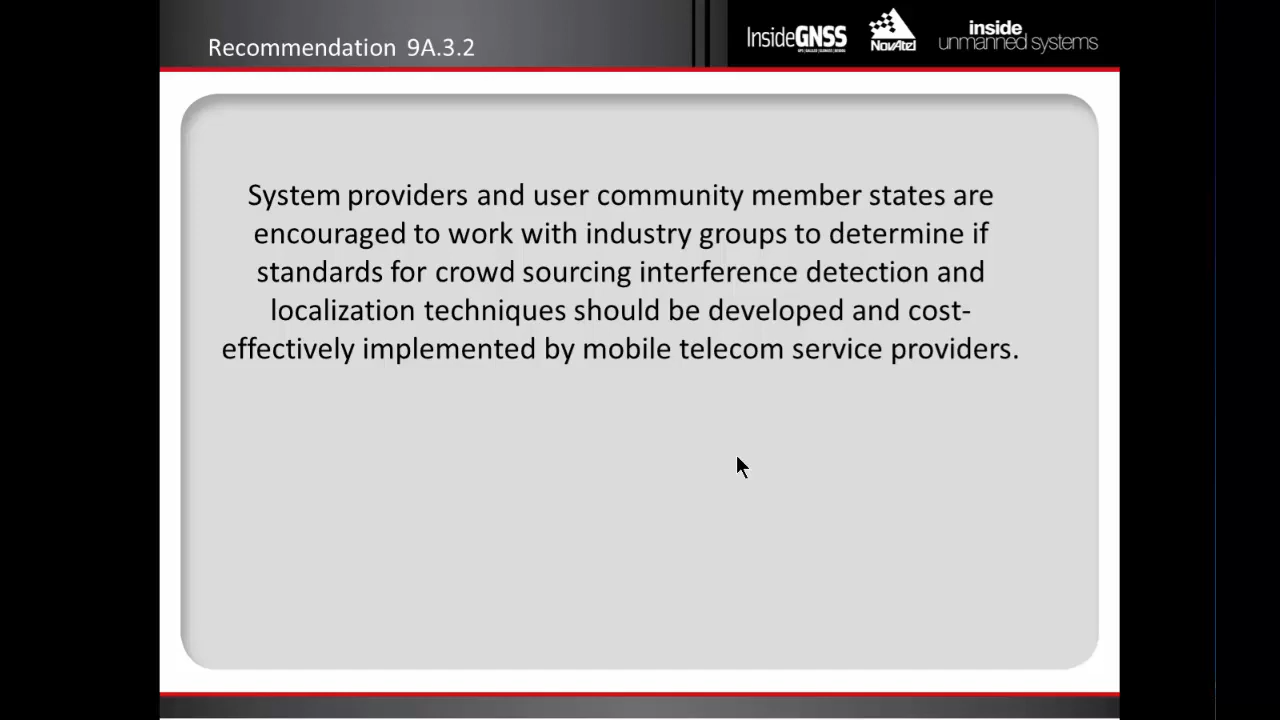 Recommendation 9A.3.2
InsideGNSS
NovAtel
inside
unmanned systems
System providers and user community member states are
encouraged to work with industry groups to determine if
standards for crowd sourcing interference detection and
localization techniques should be developed and cost-
effectively implemented by mobile telecom service providers.